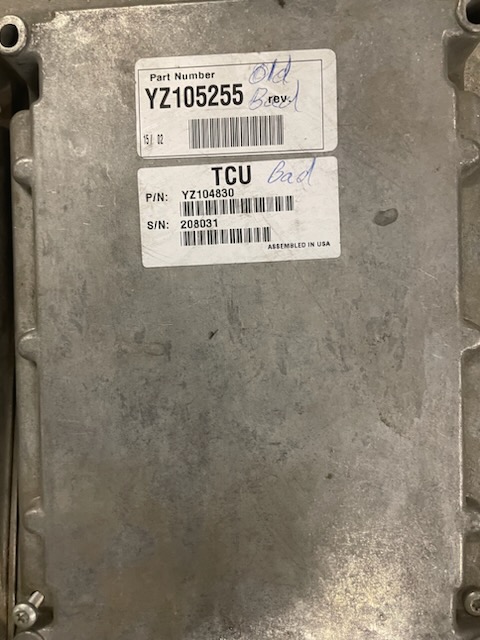 Part Number Old
YZ105255 Bad rev.
15/ 02
TCU Bad
P/N: YZ104830
S/N: 208031
ASSEMBLED IN USA